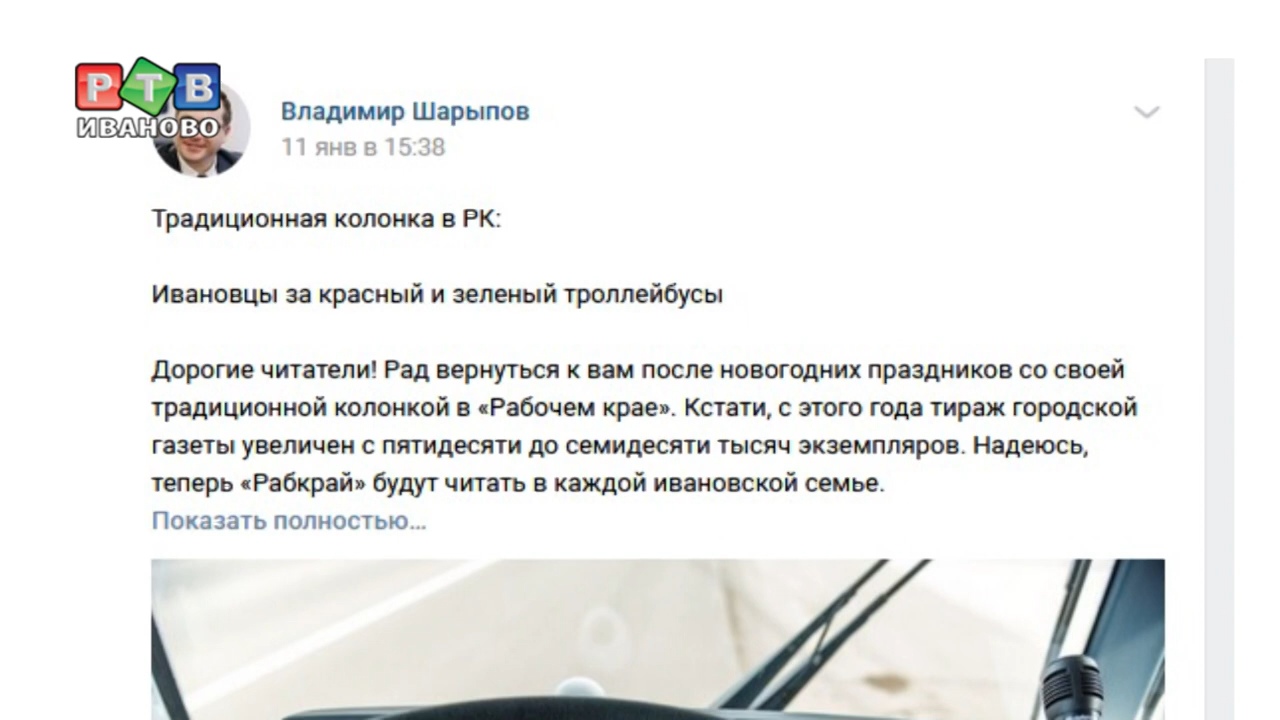 РТВ
ИВАНОВО
Владимир Шарыпов
11 янв в 15:38
Традиционная колонка в РК:
Ивановцы за красный и зеленый троллейбусы
Дорогие читатели! Рад вернуться к вам после новогодних праздников со своей
традиционной колонкой в «Рабочем крае». Кстати, с этого года тираж городской
газеты увеличен с пятидесяти до семидесяти тысяч экземпляров. Надеюсь,
теперь «Рабкрай» будут читать в каждой ивановской семье.
Показать полностью...